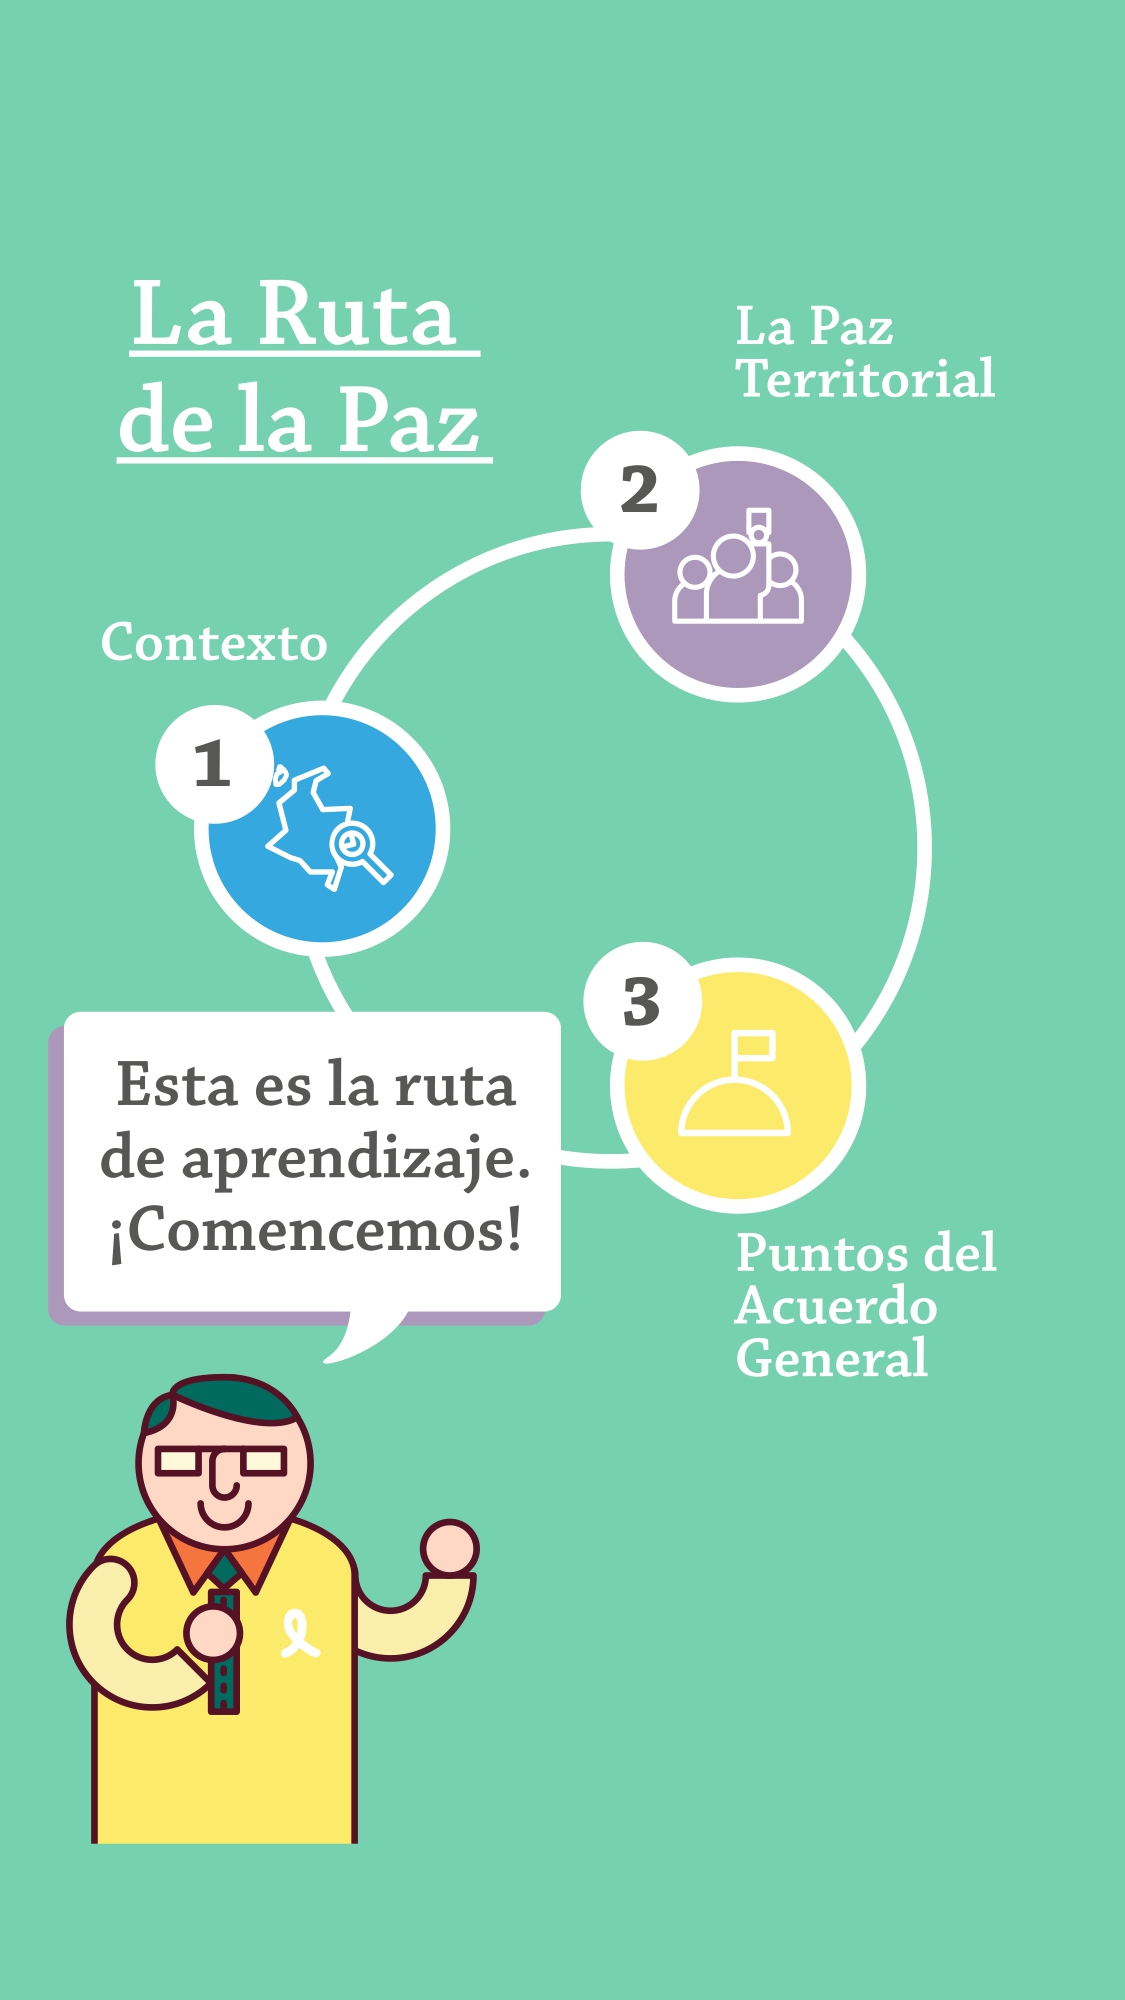 La Ruta
de la Paz
La Paz
Territorial
2
Contexto
1
3
Esta es la ruta
de aprendizaje.
¡Comencemos!
Puntos del
Acuerdo
General